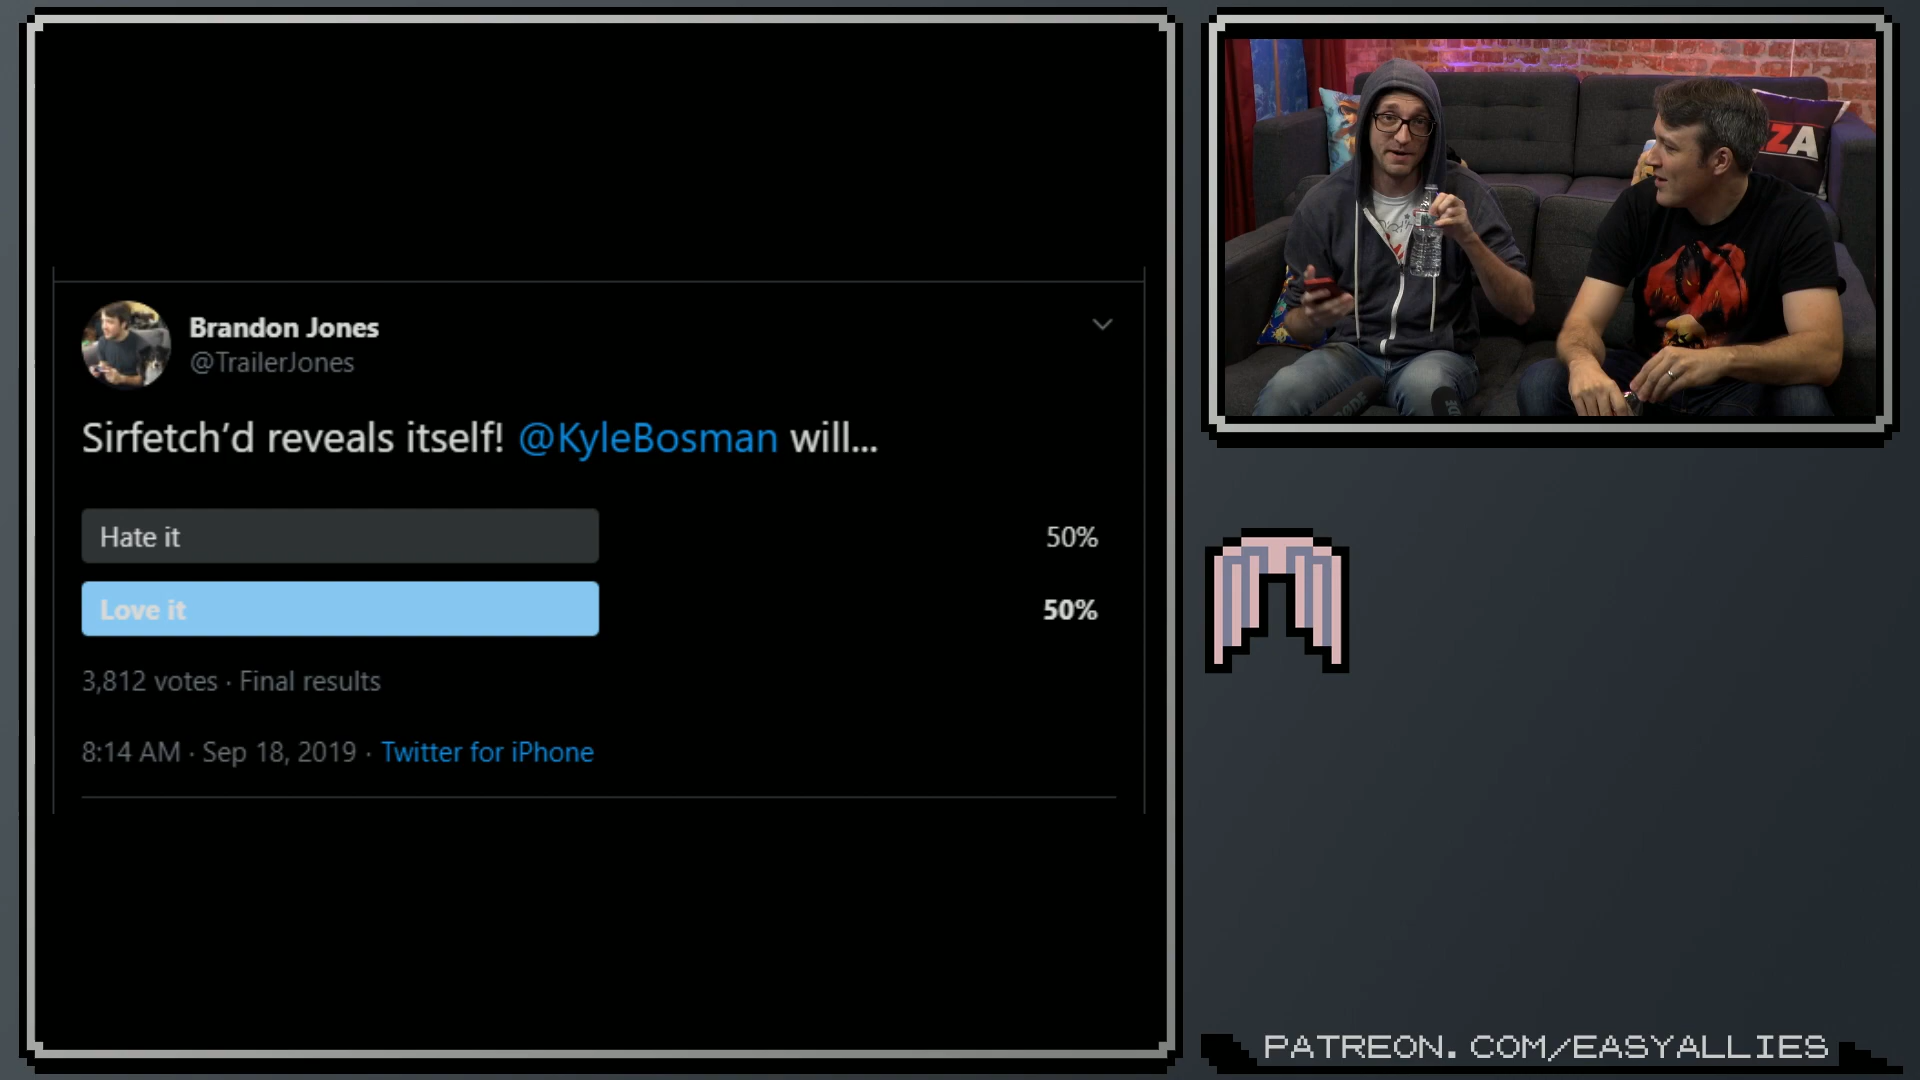 Brandon Jones
@TrailerJones
Sirfetch’d reveals itself! @KyleBosman will...
Hate it 50%
Love it 50%
3,812 votes · Final results
8:14 AM · Sep 18, 2019 · Twitter for iPhone
ZA
PATREON.COM/EASYALLIES